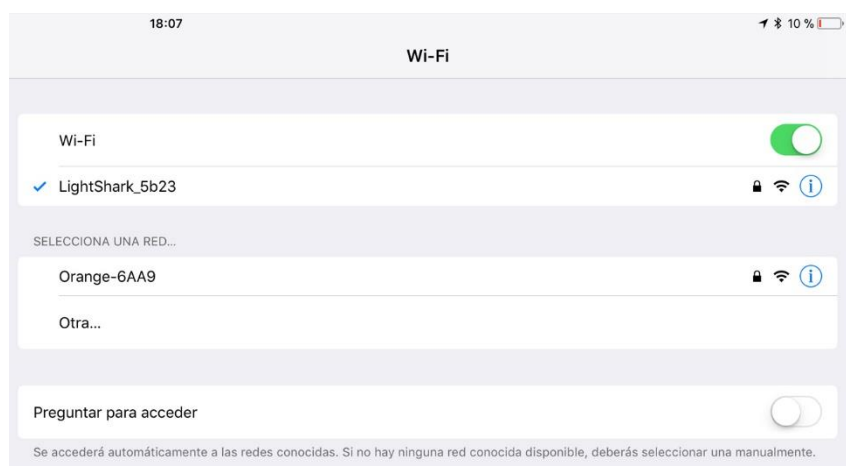 18:07
10 %
Wi-Fi
Wi-Fi
LightShark_5b23
SELECCIONA UNA RED...
Orange-6AA9
Otra...
Preguntar para acceder
Se accederá automáticamente a las redes conocidas. Si no hay ninguna red conocida disponible, deberás seleccionar una manualmente.